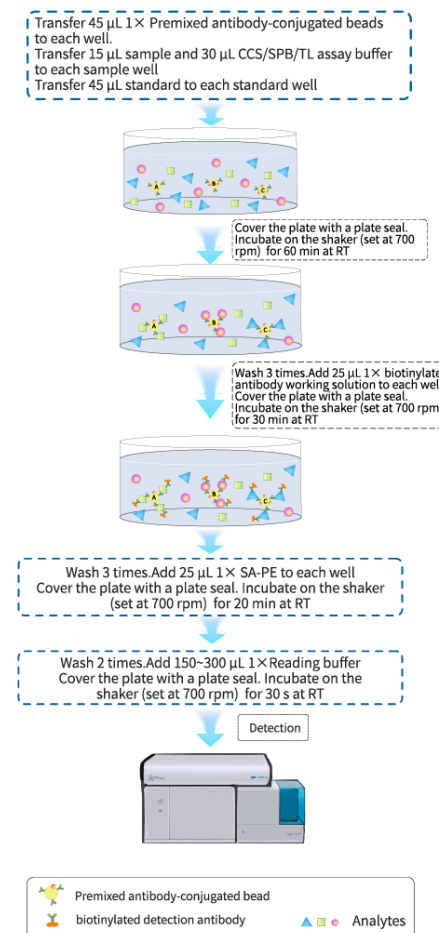 Transfer 45 μL 1× Premixed antibody-conjugated beads
to each well.
Transfer 15 μL sample and 30 μL CCS/SPB/TL assay buffer
to each sample well
Transfer 45 μL standard to each standard well
A
B
C
Cover the plate with a plate seal.
Incubate on the shaker (set at 700
rpm) for 60 min at RT
A
B
C
Wash 3 times.Add 25 μL 1× biotinylate
antibody working solution to each wel
Cover the plate with a plate seal.
Incubate on the shaker (set at 700 rpm
for 30 min at RT
A
B
C
Wash 3 times.Add 25 μL 1× SA-PE to each well
Cover the plate with a plate seal. Incubate on the shaker
(set at 700 rpm) for 20 min at RT
Wash 2 times.Add 150~300 μL 1×Reading buffer
Cover the plate with a plate seal. Incubate on the
shaker (set at 700 rpm) for 30 s at RT
Detection
Premixed antibody-conjugated bead
biotinylated detection antibody
Analytes